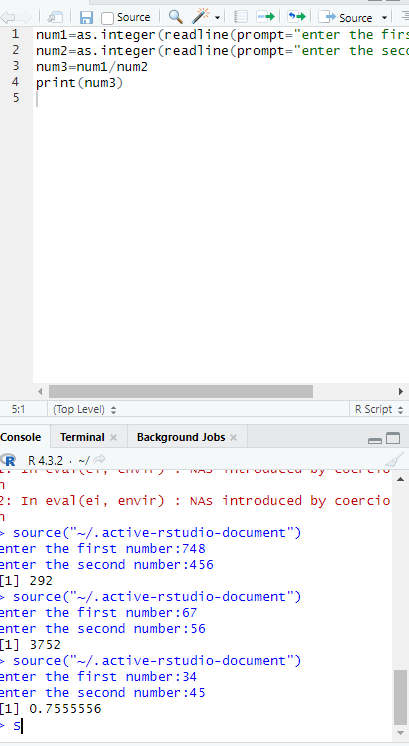 Source Source
1 num1=as.integer(readline(prompt="enter the firs
2 num2=as.integer(readline(prompt="enter the seco
3 num3=num1/num2
4 print(num3)
5
5:1 (Top Level) R Script
Console Terminal Background Jobs
R 4.3.2 · ~/
1: In eval(ei, envir) : NAs introduced by coercio
n
2: In eval(ei, envir) : NAs introduced by coercio
n
> source("~/.active-rstudio-document")
enter the first number:748
enter the second number:456
[1] 292
> source("~/.active-rstudio-document")
enter the first number:67
enter the second number:56
[1] 3752
> source("~/.active-rstudio-document")
enter the first number:34
enter the second number:45
[1] 0.7555556
> s